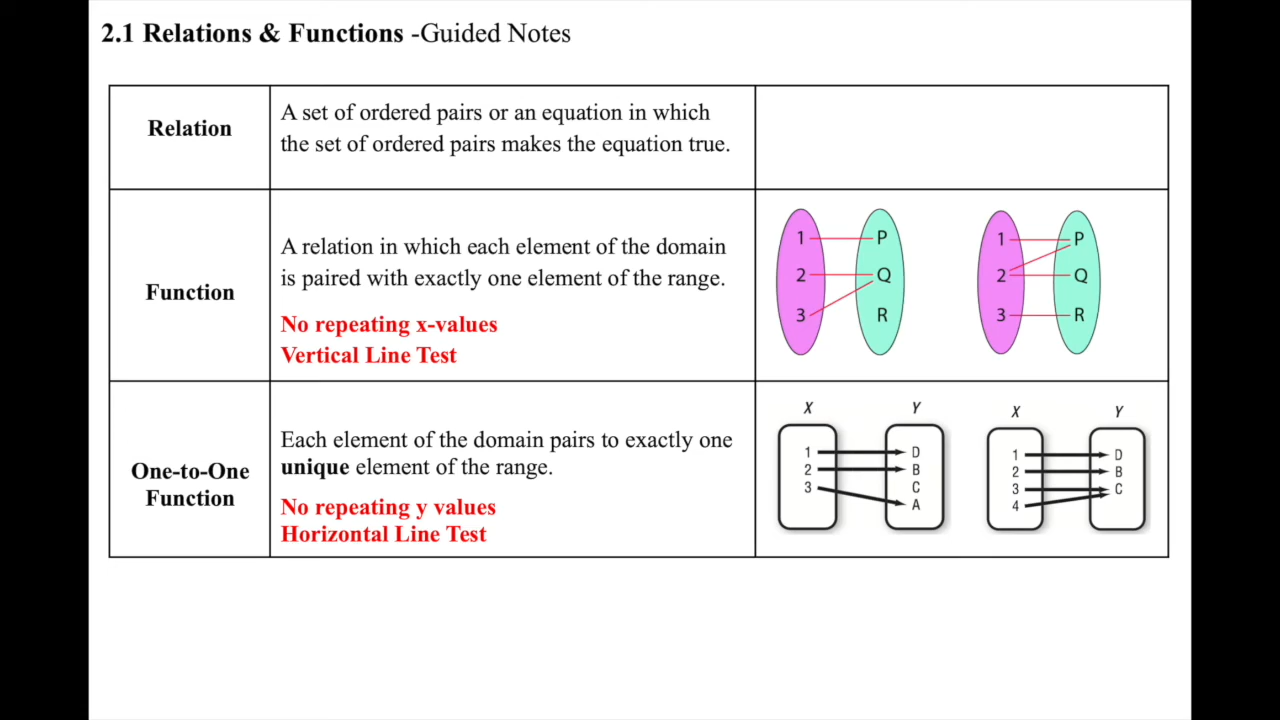 2.1 Relations & Functions -Guided Notes
Relation
A set of ordered pairs or an equation in which
the set of ordered pairs makes the equation true.
Function
A relation in which each element of the domain
is paired with exactly one element of the range.
No repeating x-values
Vertical Line Test
1 P
2 Q
3 R
1 P
2 Q
3 R
One-to-One
Function
Each element of the domain pairs to exactly one
unique element of the range.
No repeating y values
Horizontal Line Test
X Y
1 D
2 B
3 C
A
X Y
1 D
2 B
3 C
4